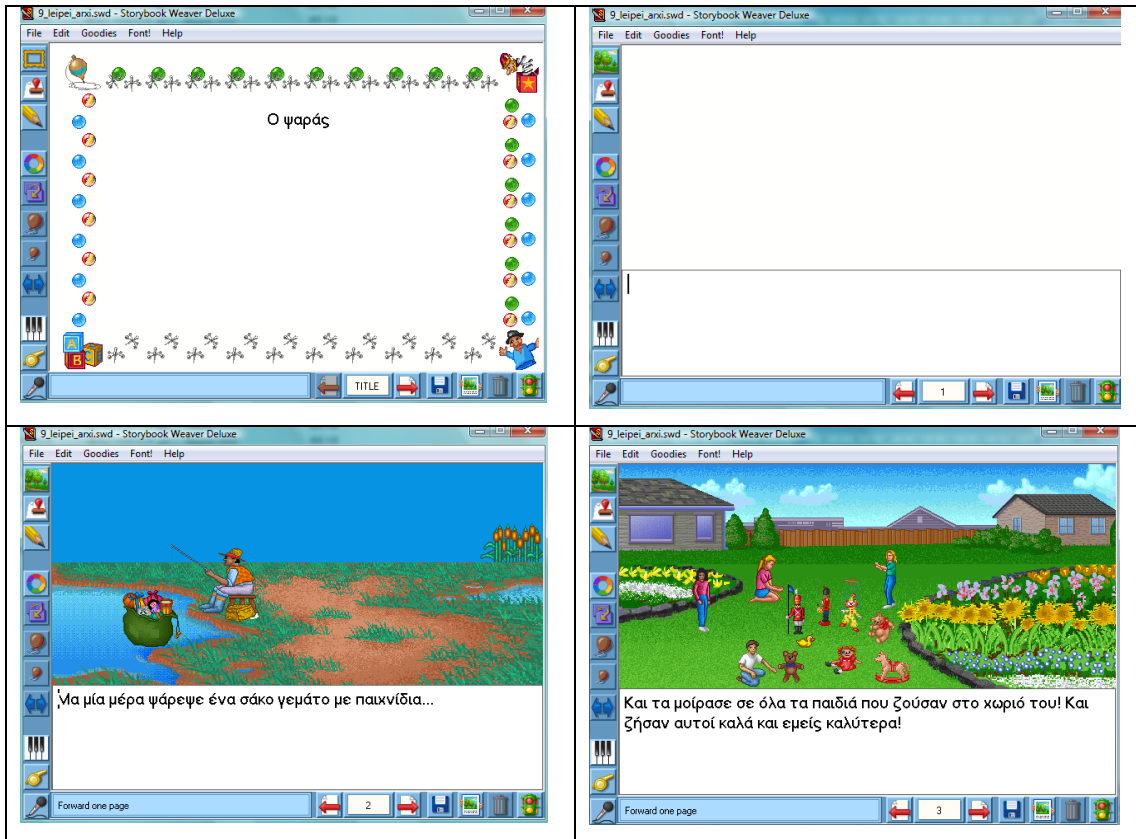 9_leipei_arxi.swd - Storybook Weaver Deluxe
File Edit Goodies Font! Help
Ο ψαράς
TITLE
9_leipei_arxi.swd - Storybook Weaver Deluxe
File Edit Goodies Font! Help
1
9_leipei_arxi.swd - Storybook Weaver Deluxe
File Edit Goodies Font! Help
Μα μία μέρα ψάρεψε ένα σάκο γεμάτο με παιχνίδια...
Forward one page
2
9_leipei_arxi.swd - Storybook Weaver Deluxe
File Edit Goodies Font! Help
Και τα μοίρασε σε όλα τα παιδιά που ζούσαν στο χωριό του! Και
ζήσαν αυτοί καλά και εμείς καλύτερα!
Forward one page
3